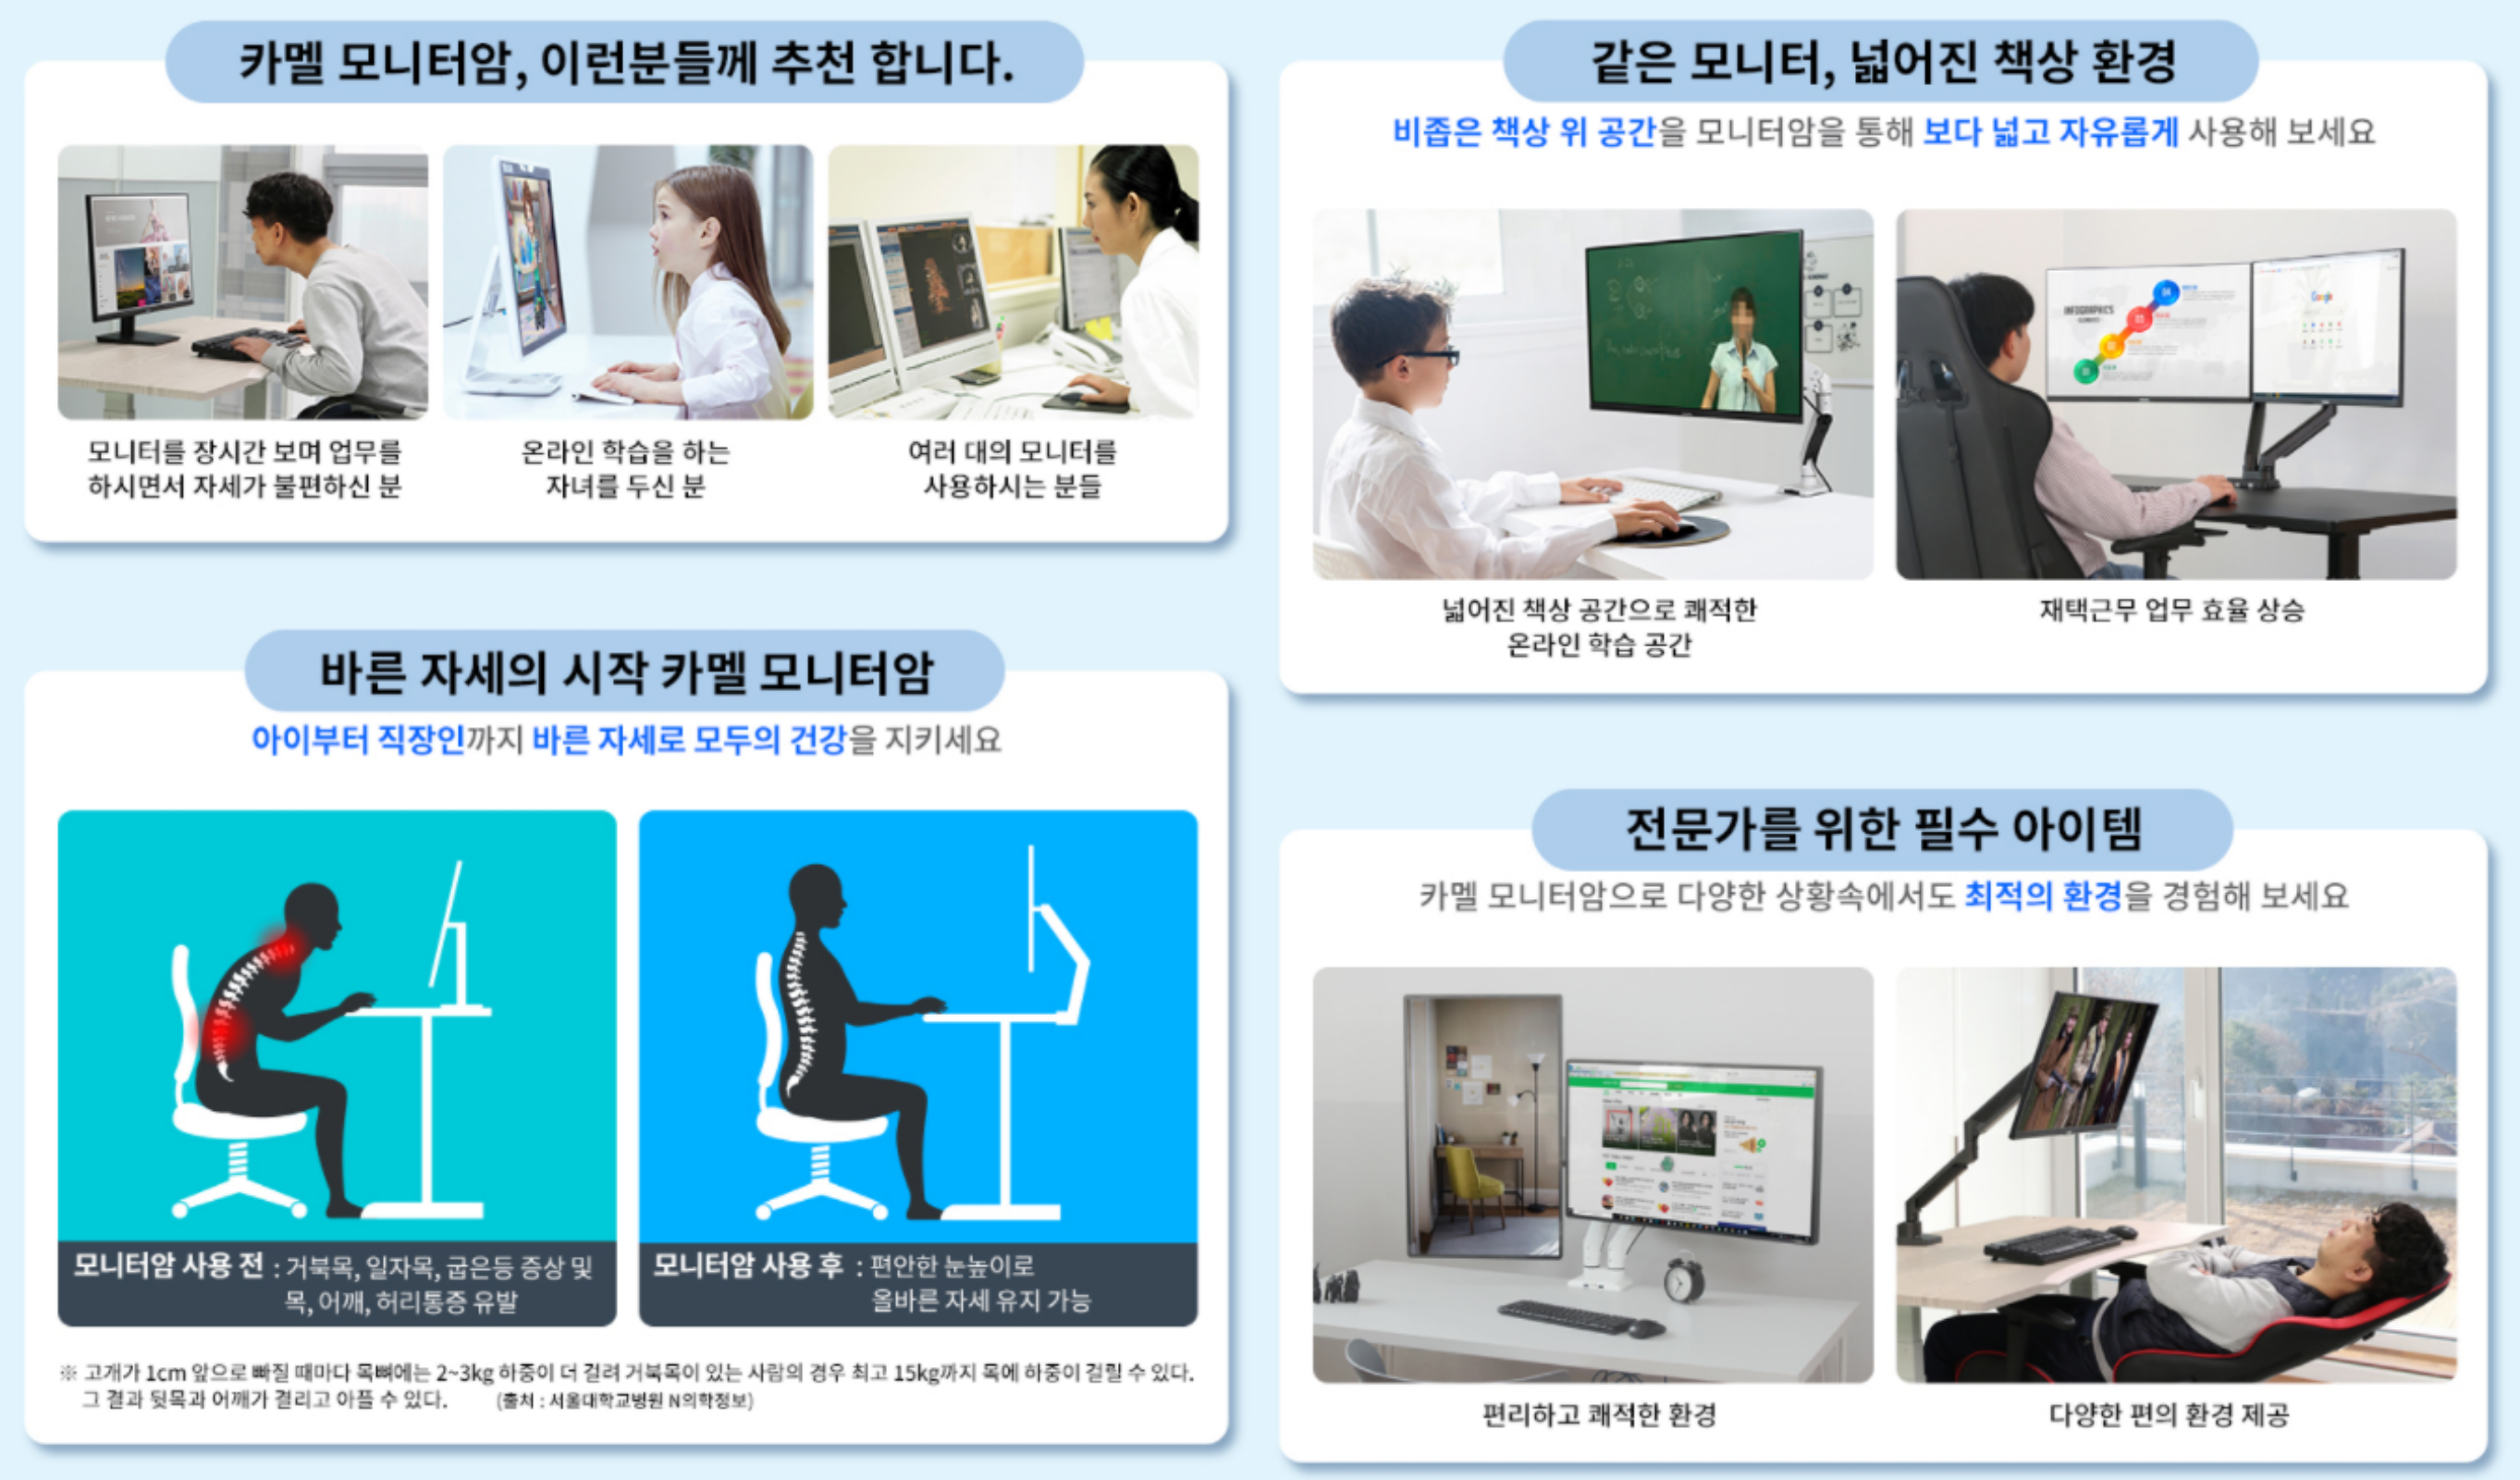 카멜 모니터암, 이런분들께 추천 합니다.
모니터를 장시간 보며 업무를
하시면서 자세가 불편하신 분
온라인 학습을 하는
자녀를 두신 분
여러 대의 모니터를
사용하시는 분들
바른 자세의 시작 카멜 모니터암
아이부터 직장인까지 바른 자세로 모두의 건강을 지키세요
모니터암 사용 전 : 거북목, 일자목, 굽은등 증상 및
목, 어깨, 허리통증 유발
모니터암 사용 후 : 편안한 눈높이로
올바른 자세 유지 가능
※ 고개가 1cm 앞으로 빠질 때마다 목뼈에는 2~3kg 하중이 더 걸려 거북목이 있는 사람의 경우 최고 15kg까지 목에 하중이 걸릴 수 있다.
그 결과 뒷목과 어깨가 결리고 아플 수 있다. (출처 : 서울대학교병원 N의학정보)
같은 모니터, 넓어진 책상 환경
비좁은 책상 위 공간을 모니터암을 통해 보다 넓고 자유롭게 사용해 보세요
INFOGRAPHICS
Google
넓어진 책상 공간으로 쾌적한
온라인 학습 공간
재택근무 업무 효율 상승
전문가를 위한 필수 아이템
카멜 모니터암으로 다양한 상황속에서도 최적의 환경을 경험해 보세요
편리하고 쾌적한 환경
다양한 편의 환경 제공